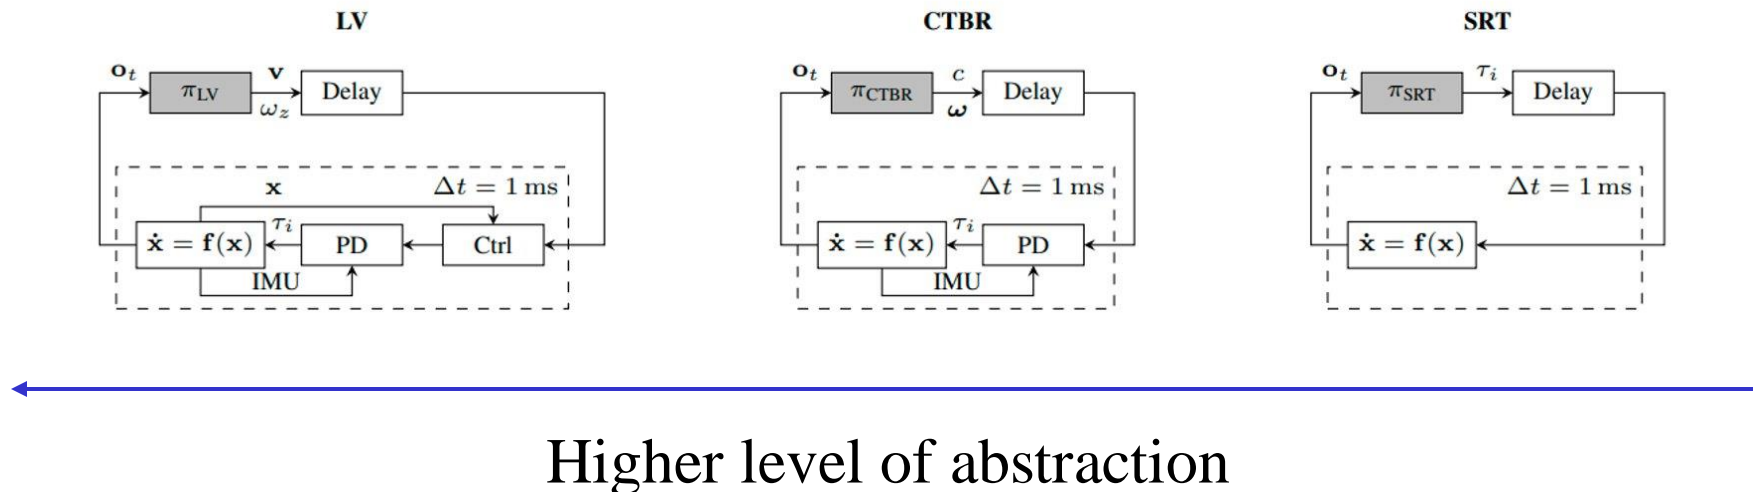 LV
o_t
π_LV
v
ω_z
Delay
x
Δt = 1 ms
ẋ = f(x)
τ_i
PD
Ctrl
IMU
CTBR
o_t
π_CTBR
c
ω
Delay
Δt = 1 ms
ẋ = f(x)
τ_i
PD
IMU
SRT
o_t
π_SRT
τ_i
Delay
Δt = 1 ms
ẋ = f(x)
Higher level of abstraction